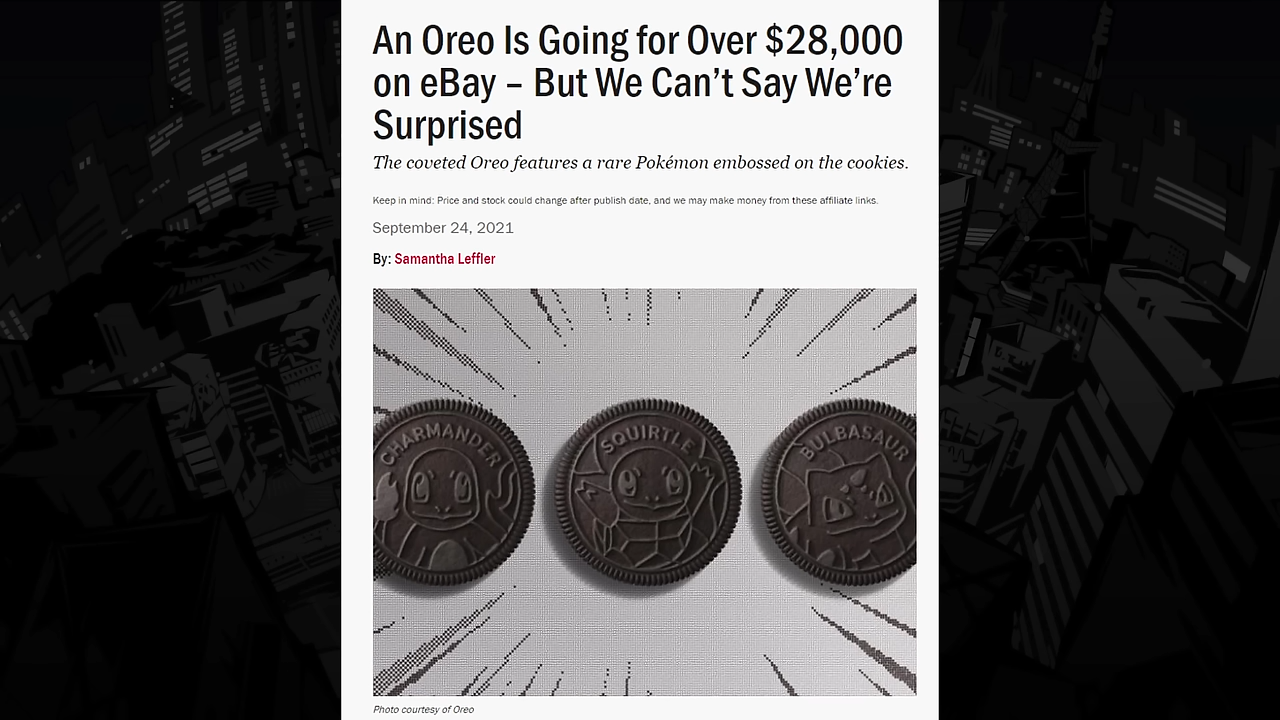 An Oreo Is Going for Over $28,000
on eBay – But We Can’t Say We’re
Surprised
The coveted Oreo features a rare Pokémon embossed on the cookies.
Keep in mind: Price and stock could change after publish date, and we may make money from these affiliate links.
September 24, 2021
By: Samantha Leffler
CHARMANDER
SQUIRTLE
BULBASAUR
Photo courtesy of Oreo